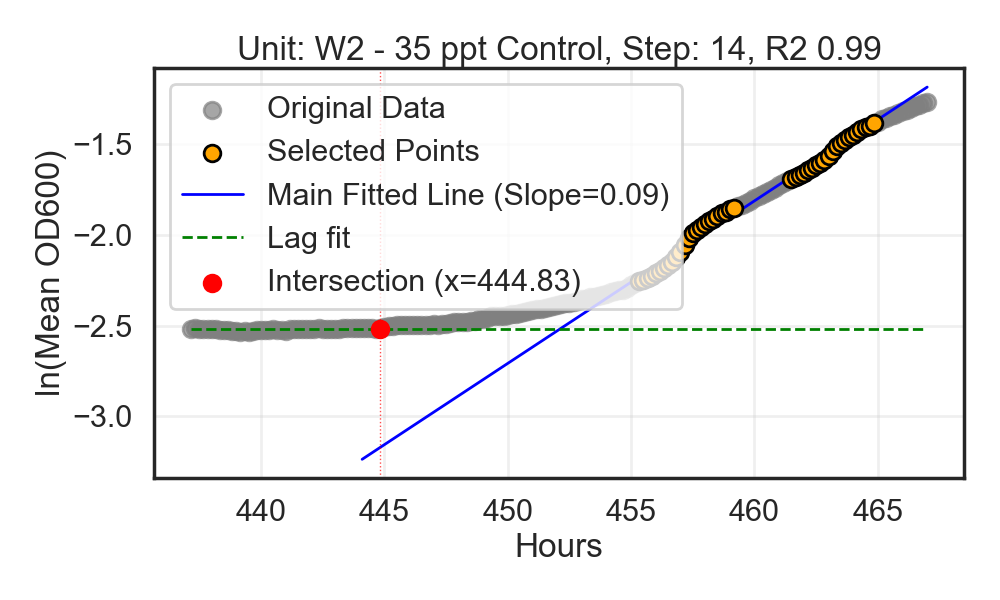 Unit: W2 - 35 ppt Control, Step: 14, R2 0.99
Original Data
Selected Points
Main Fitted Line (Slope=0.09)
Lag fit
Intersection (x=444.83)
ln(Mean OD600)
−1.5
−2.0
−2.5
−3.0
440 445 450 455 460 465
Hours